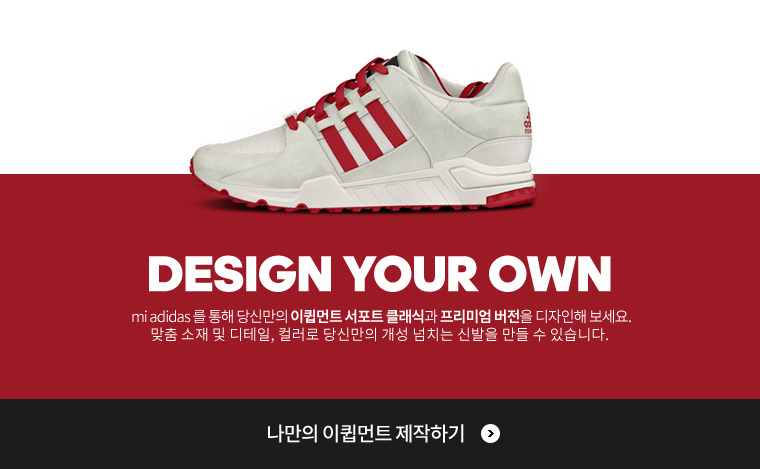 DESIGN YOUR OWN
mi adidas 를 통해 당신만의 이큅먼트 서포트 클래식과 프리미엄 버전을 디자인해 보세요.
맞춤 소재 및 디테일, 컬러로 당신만의 개성 넘치는 신발을 만들 수 있습니다.
나만의 이큅먼트 제작하기